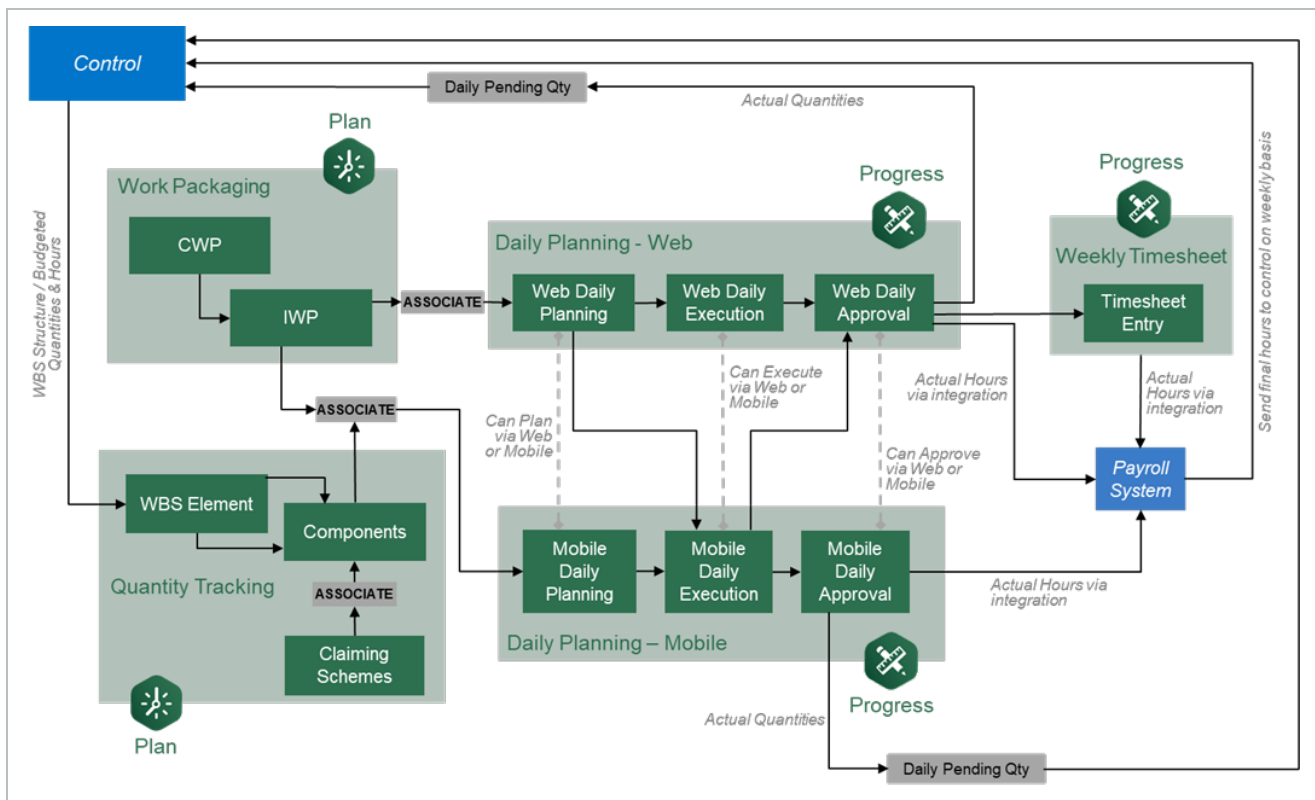 Control
Daily Pending Qty
Actual Quantities
Plan
Work Packaging
CWP
IWP
ASSOCIATE
WBS Structure / Budgeted
Quantities & Hours
Progress
Daily Planning - Web
Web Daily
Planning
Web Daily
Execution
Web Daily
Approval
Progress
Weekly Timesheet
Timesheet
Entry
Send final hours to control on weekly basis
Can Plan
via Web
or Mobile
Can Execute
via Web or
Mobile
Can Approve
via Web or
Mobile
Actual Hours
via integration
Actual
Hours via
integration
Payroll
System
ASSOCIATE
WBS Element
Components
Quantity Tracking
ASSOCIATE
Claiming
Schemes
Plan
Mobile
Daily
Planning
Mobile
Daily
Execution
Mobile
Daily
Approval
Daily Planning – Mobile
Actual Hours via
integration
Progress
Actual Quantities
Daily Pending Qty